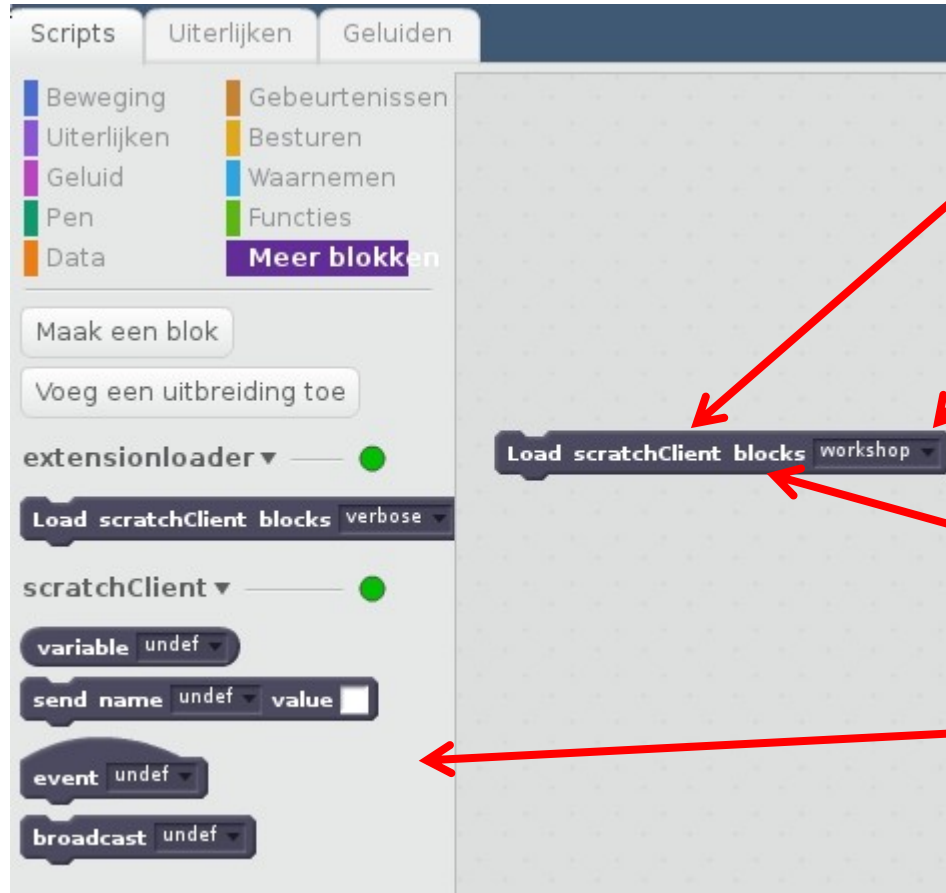 Scripts Uiterlijken Geluiden
Beweging Gebeurtenissen
Uiterlijken Besturen
Geluid Waarnemen
Pen Functies
Data Meer blokken
Maak een blok
Voeg een uitbreiding toe
extensionloader
Load scratchClient blocks verbose
scratchClient
variable undef
send name undef value
event undef
broadcast undef
Load scratchClient blocks workshop